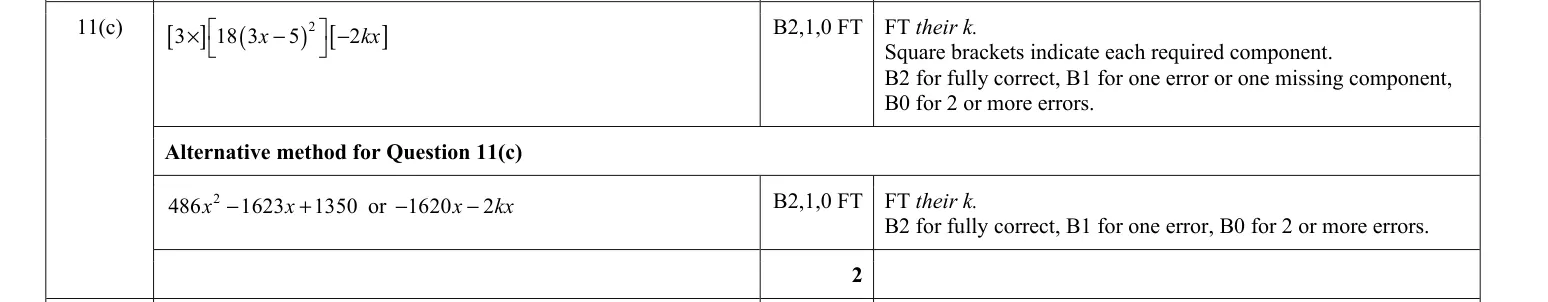 11(c)
[3×][18(3x − 5)²][−2kx]
B2,1,0 FT
FT their k.
Square brackets indicate each required component.
B2 for fully correct, B1 for one error or one missing component,
B0 for 2 or more errors.
Alternative method for Question 11(c)
486x² − 1623x + 1350 or −1620x − 2kx
B2,1,0 FT
FT their k.
B2 for fully correct, B1 for one error, B0 for 2 or more errors.
2